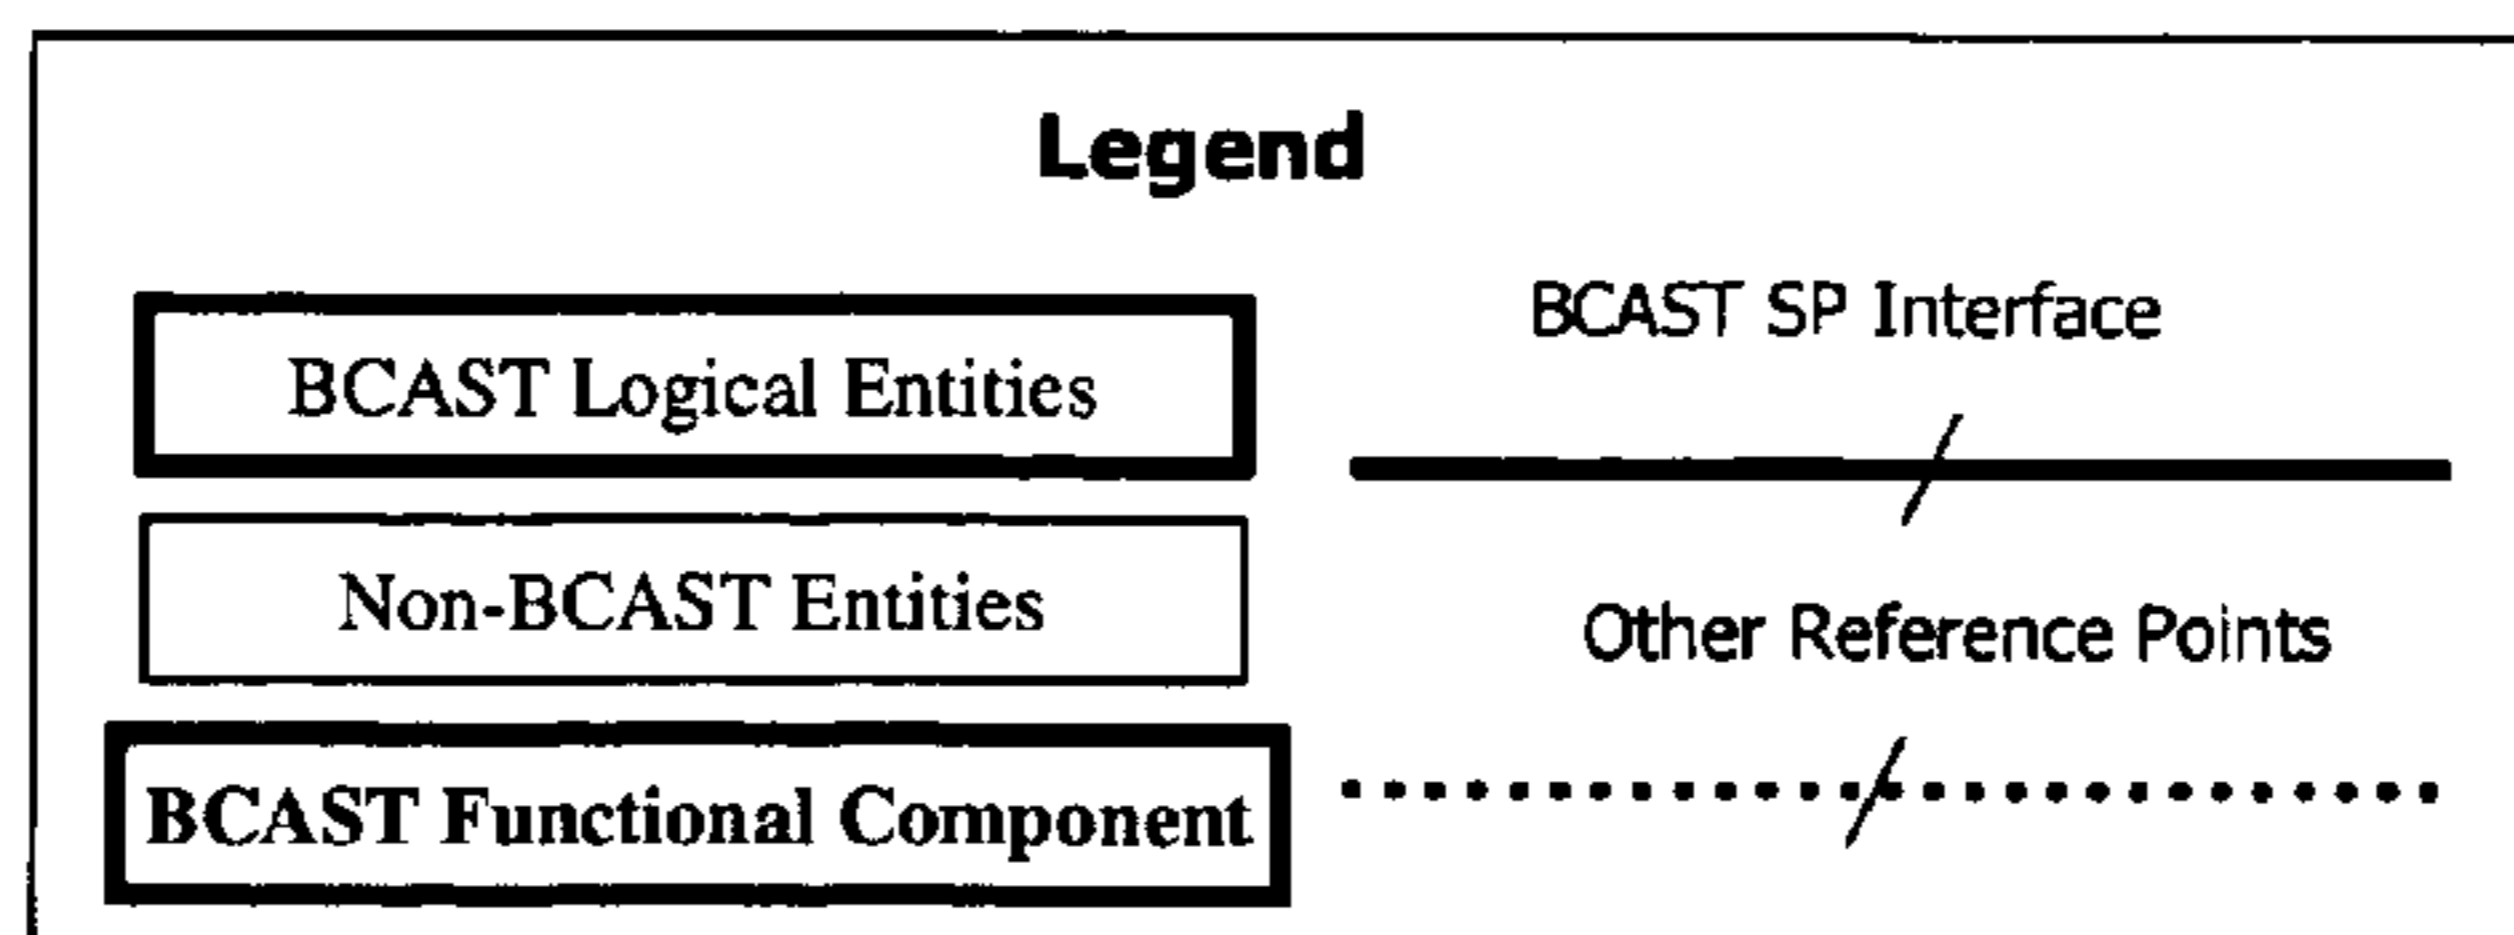 Legend
BCAST Logical Entities
Non-BCAST Entities
BCAST Functional Component
BCAST SP Interface
Other Reference Points